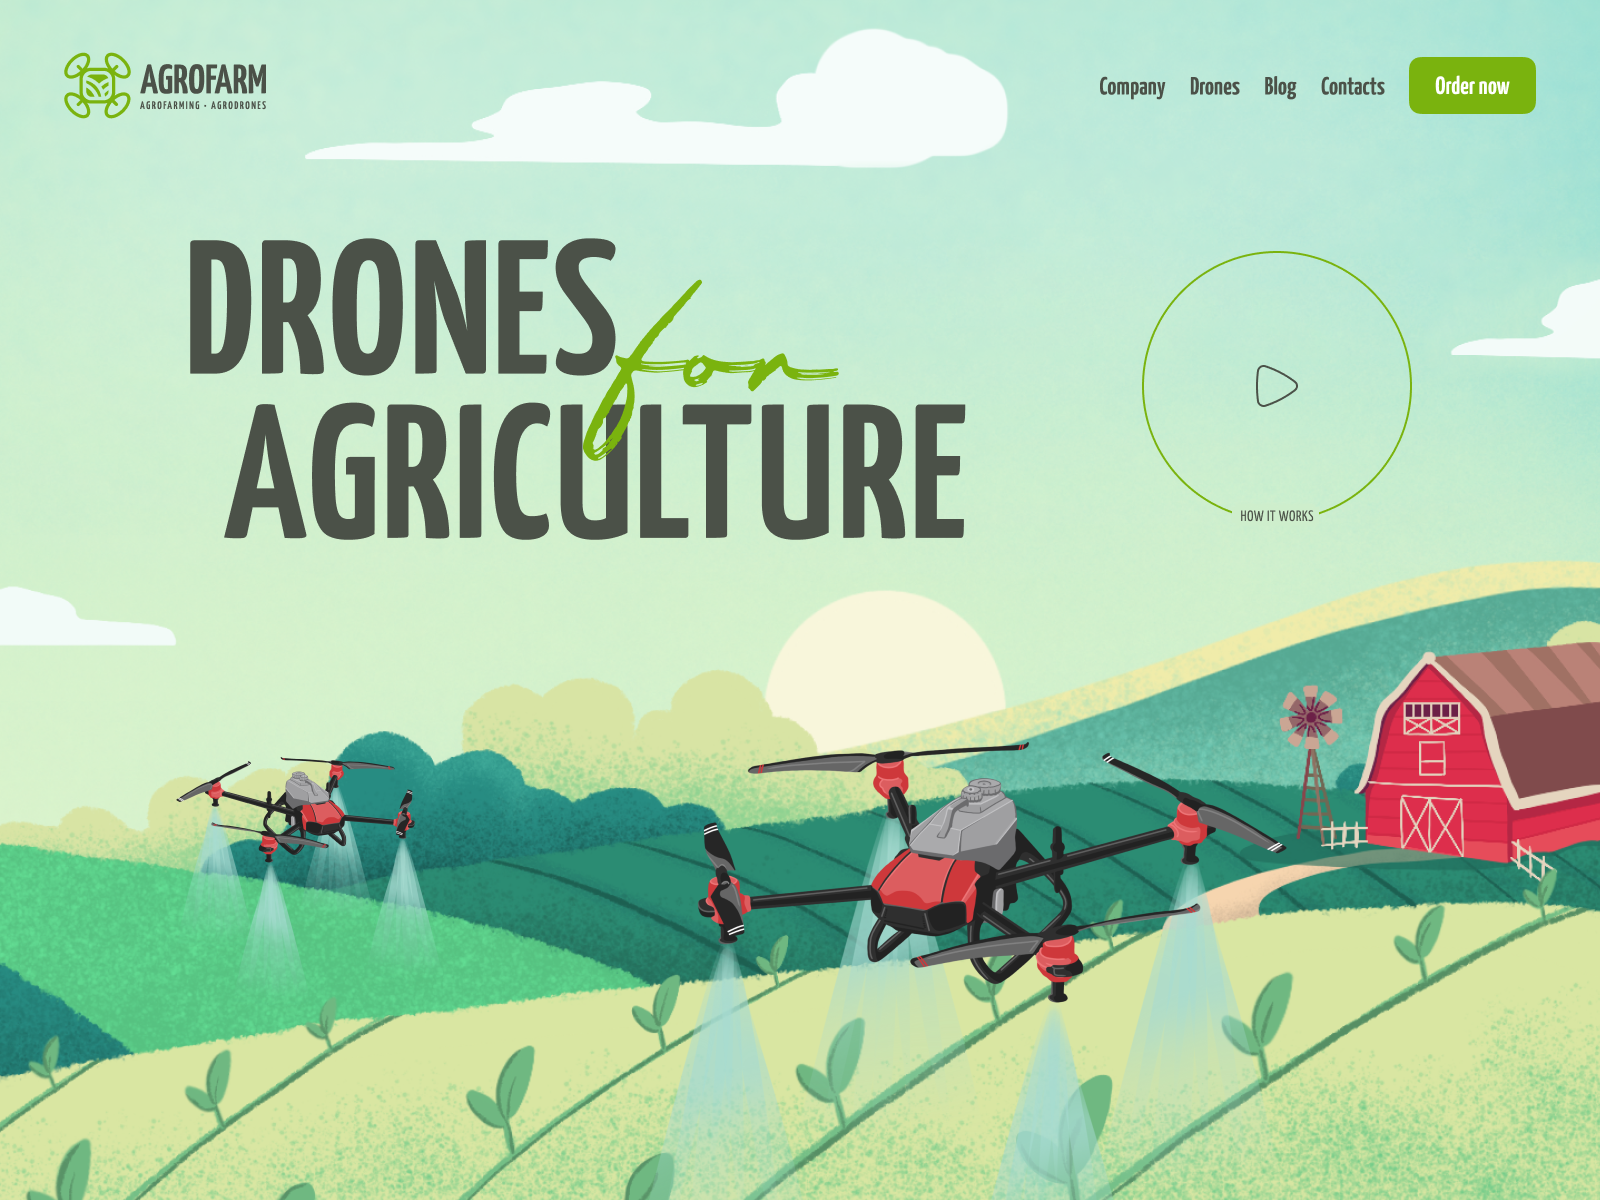 AGROFARM
AGROFARMING • AGRODRONES
Company Drones Blog Contacts Order now
DRONES
for
AGRICULTURE
HOW IT WORKS